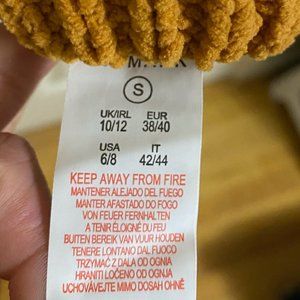 S
UK/IRL EUR
10/12 38/40
USA IT
6/8 42/44
KEEP AWAY FROM FIRE
MANTENER ALEJADO DEL FUEGO
MANTER AFASTADO DO FOGO
VON FEUER FERNHALTEN
A TENIR ÉLOIGNÉ DU FEU
BUITEN BEREIK VAN VUUR HOUDEN
TENERE LONTANO DAL FUOCO
TRZYMAĆ Z DALA OD OGNIA
HRANITI LOČENO OD OGNJA
UCHOVÁVEJTE MIMO DOSAH OHNĚ